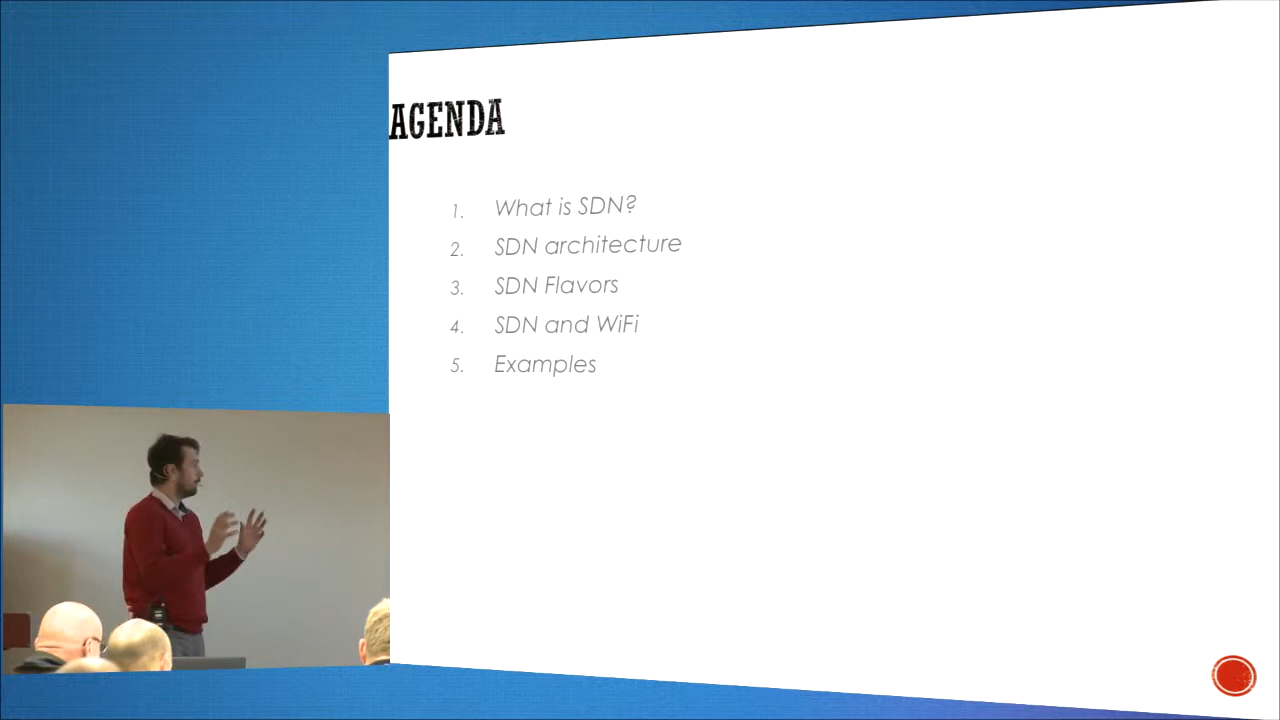 AGENDA
1. What is SDN?
2. SDN architecture
3. SDN Flavors
4. SDN and WiFi
5. Examples